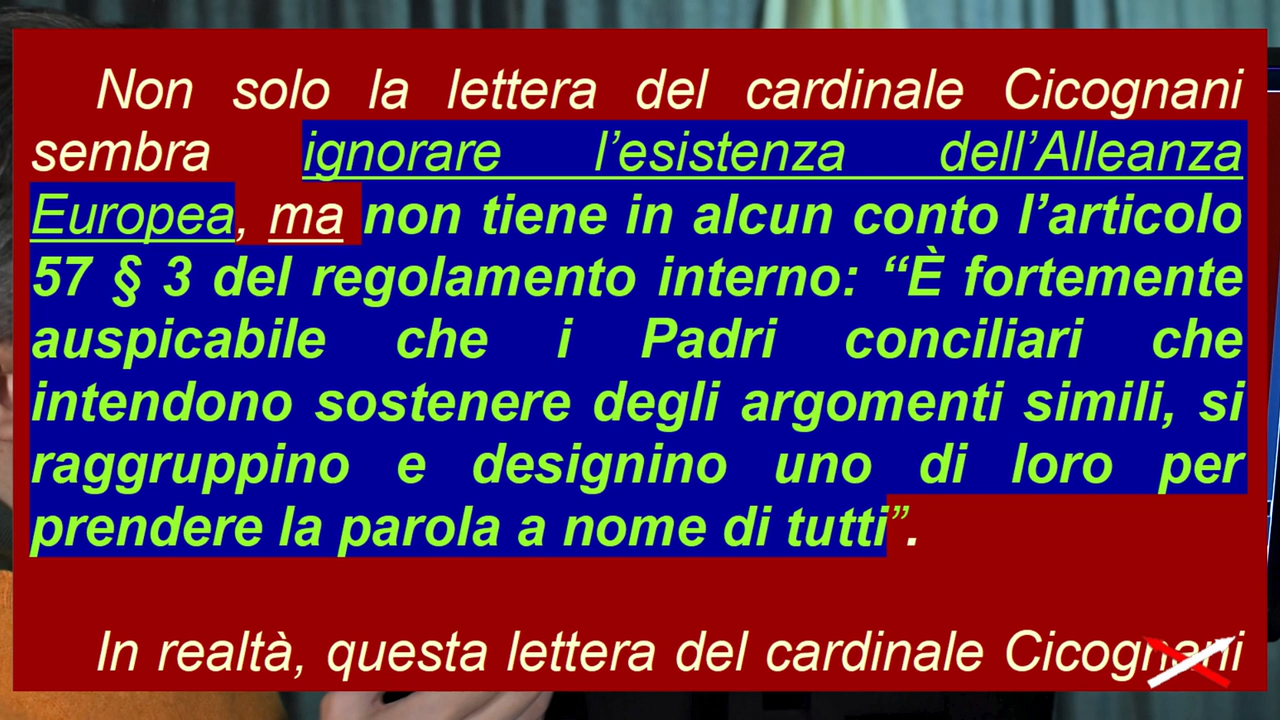 Non solo la lettera del cardinale Cicognani
sembra ignorare l’esistenza dell’Alleanza
Europea, ma non tiene in alcun conto l’articolo
57 § 3 del regolamento interno: “È fortemente
auspicabile che i Padri conciliari che
intendono sostenere degli argomenti simili, si
raggruppino e designino uno di loro per
prendere la parola a nome di tutti”.
In realtà, questa lettera del cardinale Cicognani